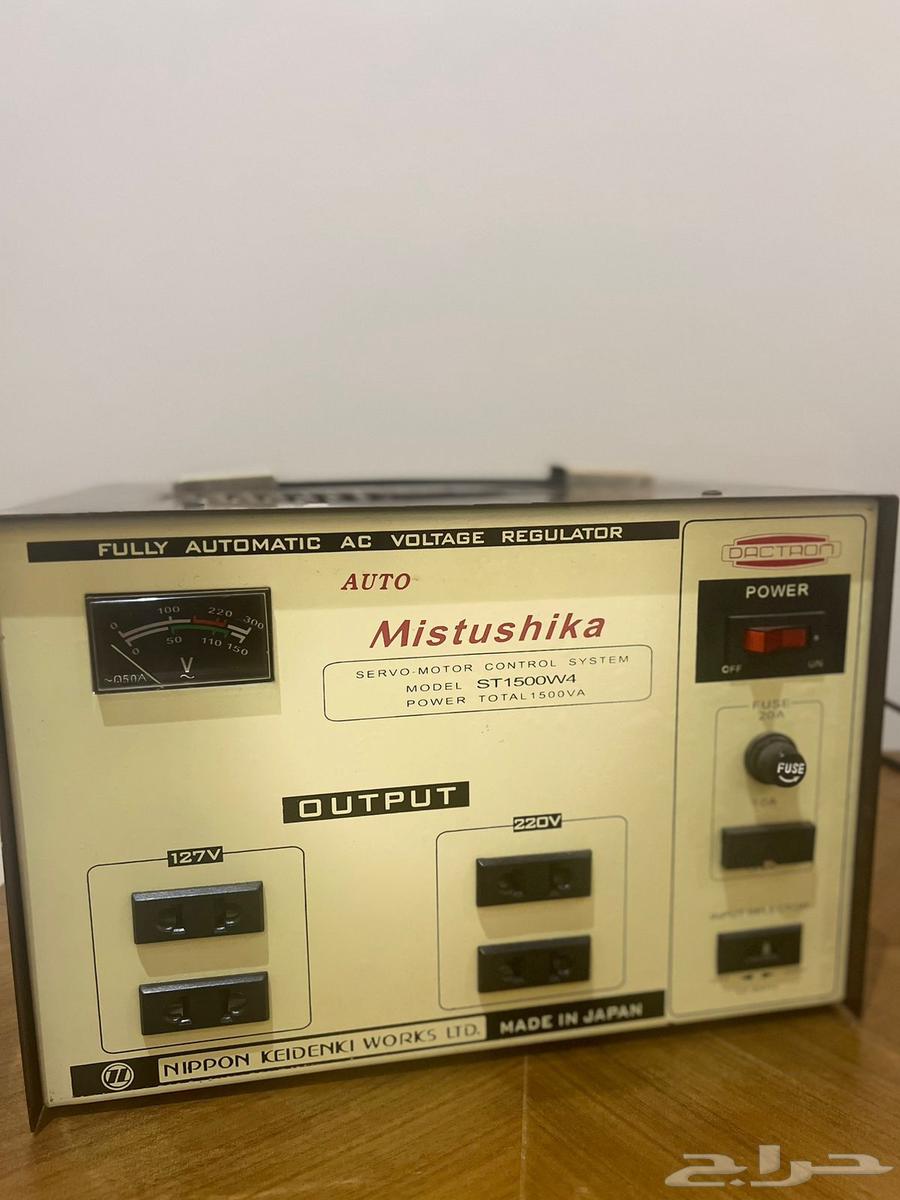 FULLY AUTOMATIC AC VOLTAGE REGULATOR
AUTO
Mistushika
SERVO-MOTOR CONTROL SYSTEM
MODEL ST1500W4
POWER TOTAL1500VA
0 100 220 300
0 50 110 150
V
~
DACTRON
POWER
OFF ON
FUSE
20A
FUSE
10A
OUTPUT
127V
220V
NIPPON KEIDENKI WORKS LTD.
MADE IN JAPAN
حراج